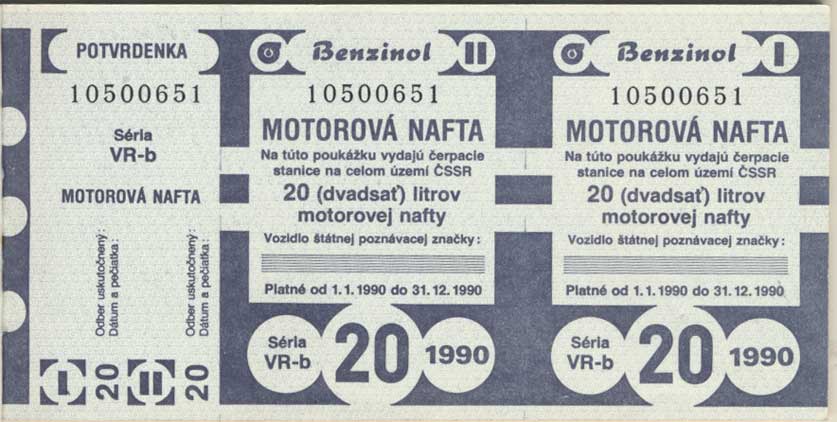 POTVRDENKA
10500651
Séria
VR-b
MOTOROVÁ NAFTA
Odber uskutočnený:
Dátum a pečiatka:
Odber uskutočnený:
Dátum a pečiatka:
I 20 II 20
Benzinol II
10500651
MOTOROVÁ NAFTA
Na túto poukážku vydajú čerpacie
stanice na celom území ČSSR
20 (dvadsať) litrov
motorovej nafty
Vozidlo štátnej poznávacej značky:
Platné od 1.1.1990 do 31.12.1990
Séria
VR-b
20
1990
Benzinol I
10500651
MOTOROVÁ NAFTA
Na túto poukážku vydajú čerpacie
stanice na celom území ČSSR
20 (dvadsať) litrov
motorovej nafty
Vozidlo štátnej poznávacej značky:
Platné od 1.1.1990 do 31.12.1990
Séria
VR-b
20
1990